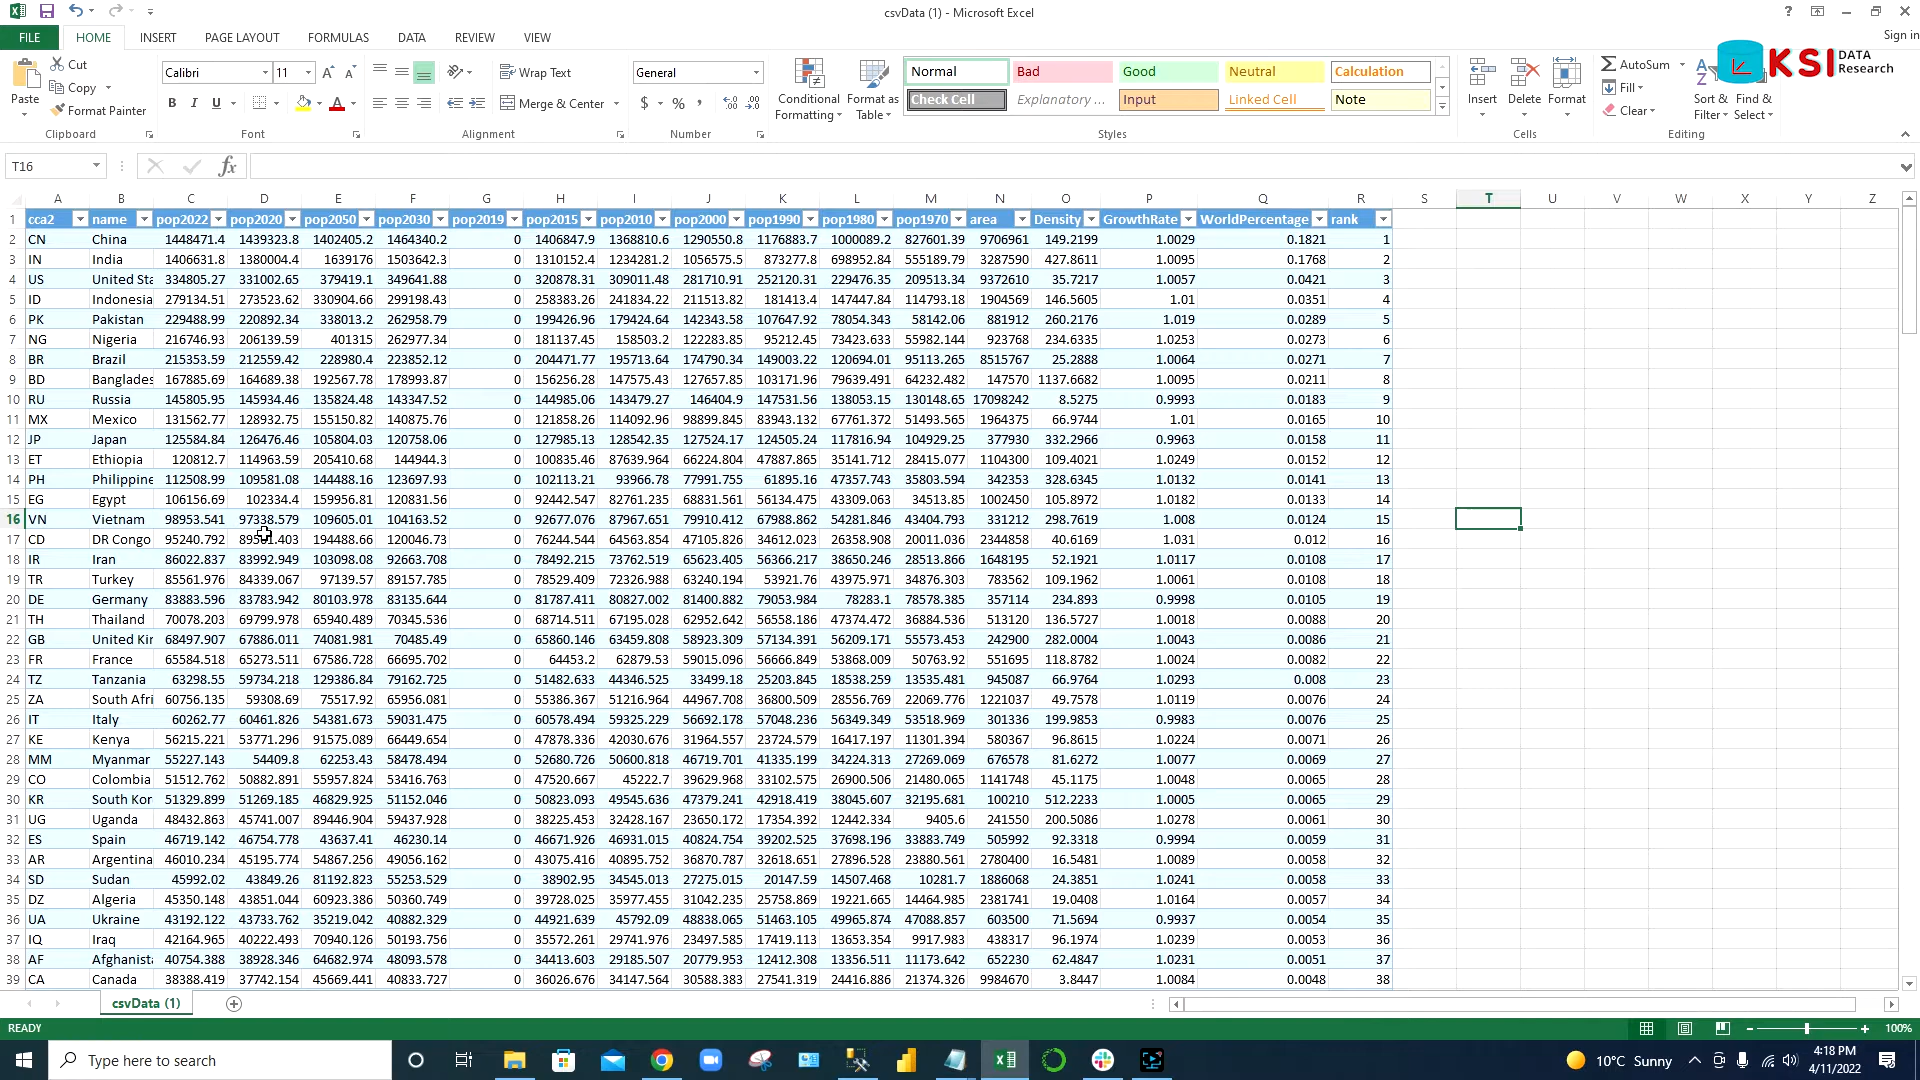 csvData (1) - Microsoft Excel
FILE HOME INSERT PAGE LAYOUT FORMULAS DATA REVIEW VIEW Sign in
KSI DATA Research
Paste Cut Copy Format Painter Calibri 11 B I U Wrap Text Merge & Center General $ % , Conditional Formatting Format as Table Normal Bad Good Neutral Calculation Check Cell Explanatory ... Input Linked Cell Note Insert Delete Format AutoSum Fill Clear Sort & Filter Find & Select
Clipboard Font Alignment Number Styles Cells Editing
T16 fx
A B C D E F G H I J K L M N O P Q R S T U V W X Y Z
1 cca2 name pop2022 pop2020 pop2050 pop2030 pop2019 pop2015 pop2010 pop2000 pop1990 pop1980 pop1970 area Density GrowthRate WorldPercentage rank
2 CN China 1448471.4 1439323.8 1402405.2 1464340.2 0 1406847.9 1368810.6 1290550.8 1176883.7 1000089.2 827601.39 9706961 149.2199 1.0029 0.1821 1
3 IN India 1406631.8 1380004.4 1639176 1503642.3 0 1310152.4 1234281.2 1056575.5 873277.8 698952.84 555189.79 3287590 427.8611 1.0095 0.1768 2
4 US United Sta 334805.27 331002.65 379419.1 349641.88 0 320878.31 309011.48 281710.91 252120.31 229476.35 209513.34 9372610 35.7217 1.0057 0.0421 3
5 ID Indonesia 279134.51 273523.62 330904.66 299198.43 0 258383.26 241834.22 211513.82 181413.4 147447.84 114793.18 1904569 146.5605 1.01 0.0351 4
6 PK Pakistan 229488.99 220892.34 338013.2 262958.79 0 199426.96 179424.64 142343.58 107647.92 78054.343 58142.06 881912 260.2176 1.019 0.0289 5
7 NG Nigeria 216746.93 206139.59 401315 262977.34 0 181137.45 158503.2 122283.85 95212.45 73423.633 55982.144 923768 234.6335 1.0253 0.0273 6
8 BR Brazil 215353.59 212559.42 228980.4 223852.12 0 204471.77 195713.64 174790.34 149003.22 120694.01 95113.265 8515767 25.2888 1.0064 0.0271 7
9 BD Banglades 167885.69 164689.38 192567.78 178993.87 0 156256.28 147575.43 127657.85 103171.96 79639.491 64232.482 147570 1137.6682 1.0095 0.0211 8
10 RU Russia 145805.95 145934.46 135824.48 143347.52 0 144985.06 143479.27 146404.9 147531.56 138053.15 130148.65 17098242 8.5275 0.9993 0.0183 9
11 MX Mexico 131562.77 128932.75 155150.82 140875.76 0 121858.26 114092.96 98899.845 83943.132 67761.372 51493.565 1964375 66.9744 1.01 0.0165 10
12 JP Japan 125584.84 126476.46 105804.03 120758.06 0 127985.13 128542.35 127524.17 124505.24 117816.94 104929.25 377930 332.2966 0.9963 0.0158 11
13 ET Ethiopia 120812.7 114963.59 205410.68 144944.3 0 100835.46 87639.964 66224.804 47887.865 35141.712 28415.077 1104300 109.4021 1.0249 0.0152 12
14 PH Philippine 112508.99 109581.08 144488.16 123697.93 0 102113.21 93966.78 77991.755 61895.16 47357.743 35803.594 342353 328.6345 1.0132 0.0141 13
15 EG Egypt 106156.69 102334.4 159956.81 120831.56 0 92442.547 82761.235 68831.561 56134.475 43309.063 34513.85 1002450 105.8972 1.0182 0.0133 14
16 VN Vietnam 98953.541 97338.579 109605.01 104163.52 0 92677.076 87967.651 79910.412 67988.862 54281.846 43404.793 331212 298.7619 1.008 0.0124 15
17 CD DR Congo 95240.792 194488.66 120046.73 0 76244.544 64563.854 47105.826 34612.023 26358.908 20011.036 2344858 40.6169 1.031 0.012 16
18 IR Iran 86022.837 83992.949 103098.08 92663.708 0 78492.215 73762.519 65623.405 56366.217 38650.246 28513.866 1648195 52.1921 1.0117 0.0108 17
19 TR Turkey 85561.976 84339.067 97139.57 89157.785 0 78529.409 72326.988 63240.194 53921.76 43975.971 34876.303 783562 109.1962 1.0061 0.0108 18
20 DE Germany 83883.596 83783.942 80103.978 83135.644 0 81787.411 80827.002 81400.882 79053.984 78283.1 78578.385 357114 234.893 0.9998 0.0105 19
21 TH Thailand 70078.203 69799.978 65940.489 70345.536 0 68714.511 67195.028 62952.642 56558.186 47374.472 36884.536 513120 136.5727 1.0018 0.0088 20
22 GB United Kir 68497.907 67886.011 74081.981 70485.49 0 65860.146 63459.808 58923.309 57134.391 56209.171 55573.453 242900 282.0004 1.0043 0.0086 21
23 FR France 65584.518 65273.511 67586.728 66695.702 0 64453.2 62879.53 59015.096 56666.849 53868.009 50763.92 551695 118.8782 1.0024 0.0082 22
24 TZ Tanzania 63298.55 59734.218 129386.84 79162.725 0 51482.633 44346.525 33499.18 25203.845 18538.259 13535.481 945087 66.9764 1.0293 0.008 23
25 ZA South Afri 60756.135 59308.69 75517.92 65956.081 0 55386.367 51216.964 44967.708 36800.509 28556.769 22069.776 1221037 49.7578 1.0119 0.0076 24
26 IT Italy 60262.77 60461.826 54381.673 59031.475 0 60578.494 59325.229 56692.178 57048.236 56349.349 53518.969 301336 199.9853 0.9983 0.0076 25
27 KE Kenya 56215.221 53771.296 91575.089 66449.654 0 47878.336 42030.676 31964.557 23724.579 16417.197 11301.394 580367 96.8615 1.0224 0.0071 26
28 MM Myanmar 55227.143 54409.8 62253.43 58478.494 0 52680.726 50600.818 46719.701 41335.199 34224.313 27269.069 676578 81.6272 1.0077 0.0069 27
29 CO Colombia 51512.762 50882.891 55957.824 53416.763 0 47520.667 45222.7 39629.968 33102.575 26900.506 21480.065 1141748 45.1175 1.0048 0.0065 28
30 KR South Kor 51329.899 51269.185 46829.925 51152.046 0 50823.093 49545.636 47379.241 42918.419 38045.607 32195.681 100210 512.2233 1.0005 0.0065 29
31 UG Uganda 48432.863 45741.007 89446.904 59437.928 0 38225.453 32428.167 23650.172 17354.392 12442.334 9405.6 241550 200.5086 1.0278 0.0061 30
32 ES Spain 46719.142 46754.778 43637.41 46230.14 0 46671.926 46931.015 40824.754 39202.525 37698.196 33883.749 505992 92.3318 0.9994 0.0059 31
33 AR Argentina 46010.234 45195.774 54867.256 49056.162 0 43075.416 40895.752 36870.787 32618.651 27896.528 23880.561 2780400 16.5481 1.0089 0.0058 32
34 SD Sudan 45992.02 43849.26 81192.823 55253.529 0 38902.95 34545.013 27275.015 20147.59 14507.468 10281.7 1886068 24.3851 1.0241 0.0058 33
35 DZ Algeria 45350.148 43851.044 60923.386 50360.749 0 39728.025 35977.455 31042.235 25758.869 19221.665 14464.985 2381741 19.0408 1.0164 0.0057 34
36 UA Ukraine 43192.122 43733.762 35219.042 40882.329 0 44921.639 45792.09 48838.065 51463.105 49965.874 47088.857 603500 71.5694 0.9937 0.0054 35
37 IQ Iraq 42164.965 40222.493 70940.126 50193.756 0 35572.261 29741.976 23497.585 17419.113 13653.354 9917.983 438317 96.1974 1.0239 0.0053 36
38 AF Afghanista 40754.388 38928.346 64682.974 48093.578 0 34413.603 29185.507 20779.953 12412.308 13356.511 11173.642 652230 62.4847 1.0231 0.0051 37
39 CA Canada 38388.419 37742.154 45669.441 40833.727 0 36026.676 34147.564 30588.383 27541.319 24416.886 21374.326 9984670 3.8447 1.0084 0.0048 38
csvData (1)
READY 100%
Type here to search 10°C Sunny 4:18 PM
4/11/2022